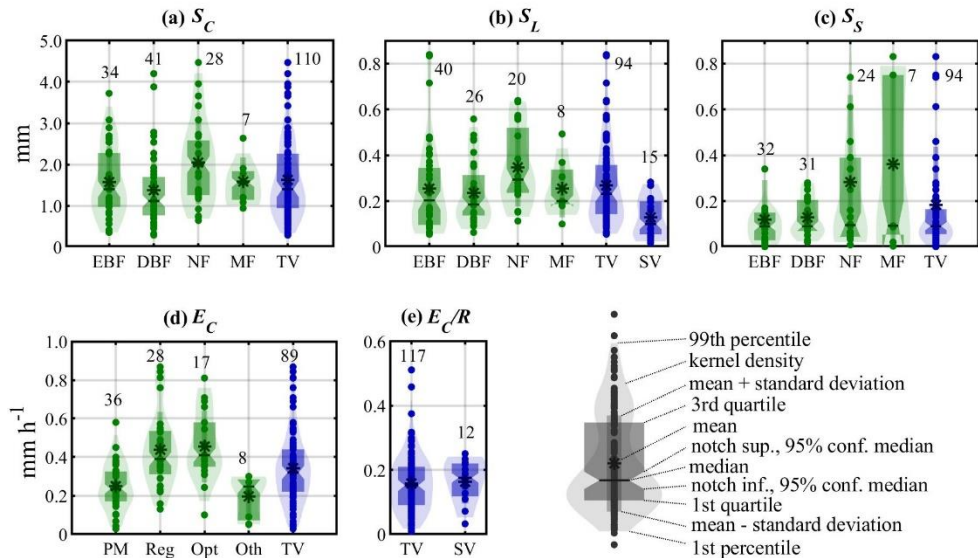 (a) S_C
(b) S_L
(c) S_S
mm
5.0
4.0
3.0
2.0
1.0
0
34
41
28
7
110
EBF DBF NF MF TV
0.8
0.6
0.4
0.2
0
40
26
20
8
94
15
EBF DBF NF MF TV SV
0.8
0.6
0.4
0.2
0
32
31
24
7
94
EBF DBF NF MF TV
(d) E_C
(e) E_C/R
mm h⁻¹
1.0
0.8
0.6
0.4
0.2
0
36
28
17
8
89
PM Reg Opt Oth TV
0.6
0.4
0.2
0
117
12
TV SV
99th percentile
kernel density
mean + standard deviation
3rd quartile
mean
notch sup., 95% conf. median
median
notch inf., 95% conf. median
1st quartile
mean - standard deviation
1st percentile